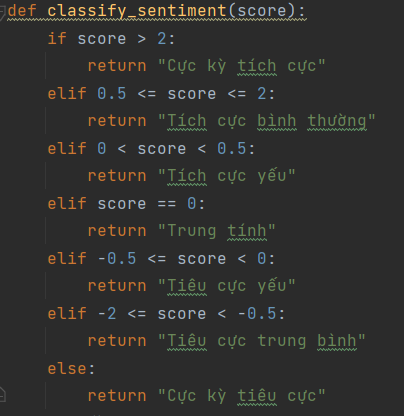 def classify_sentiment(score):
    if score > 2:
        return "Cực kỳ tích cực"
    elif 0.5 <= score <= 2:
        return "Tích cực bình thường"
    elif 0 < score < 0.5:
        return "Tích cực yếu"
    elif score == 0:
        return "Trung tính"
    elif -0.5 <= score < 0:
        return "Tiêu cực yếu"
    elif -2 <= score < -0.5:
        return "Tiêu cực trung bình"
    else:
        return "Cực kỳ tiêu cực"